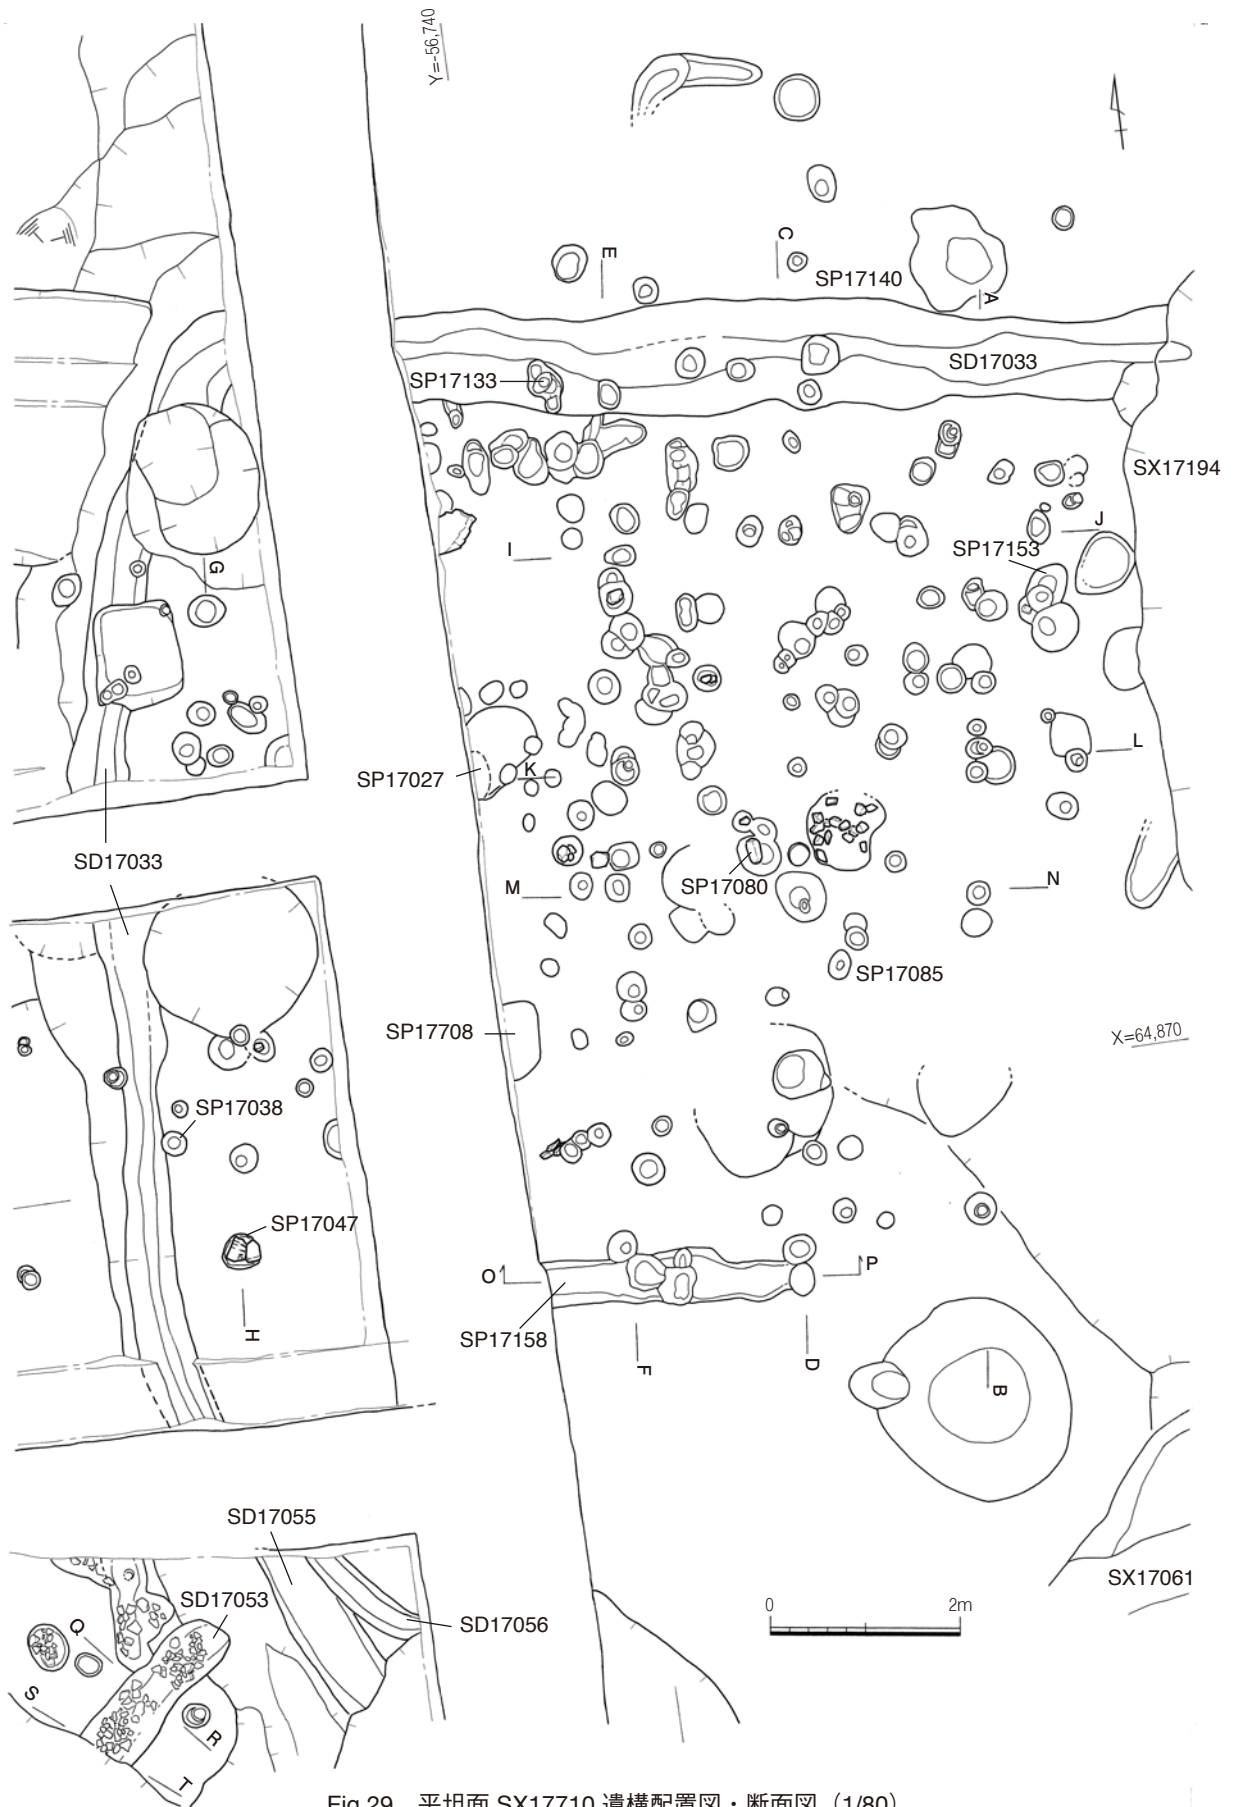 Y=-56,740
E
C
SP17140
A
SD17033
SP17133
SX17194
J
I
SP17153
G
L
SP17027
K
SD17033
M
SP17080
N
SP17085
SP17708
X=64,870
SP17038
SP17047
O
P
H
SP17158
F
D
B
SD17055
SX17061
0 2m
SD17053
SD17056
Q
S
R
T
Fig.29 平坦面 SX17710 遺構配置図・断面図（1/80）